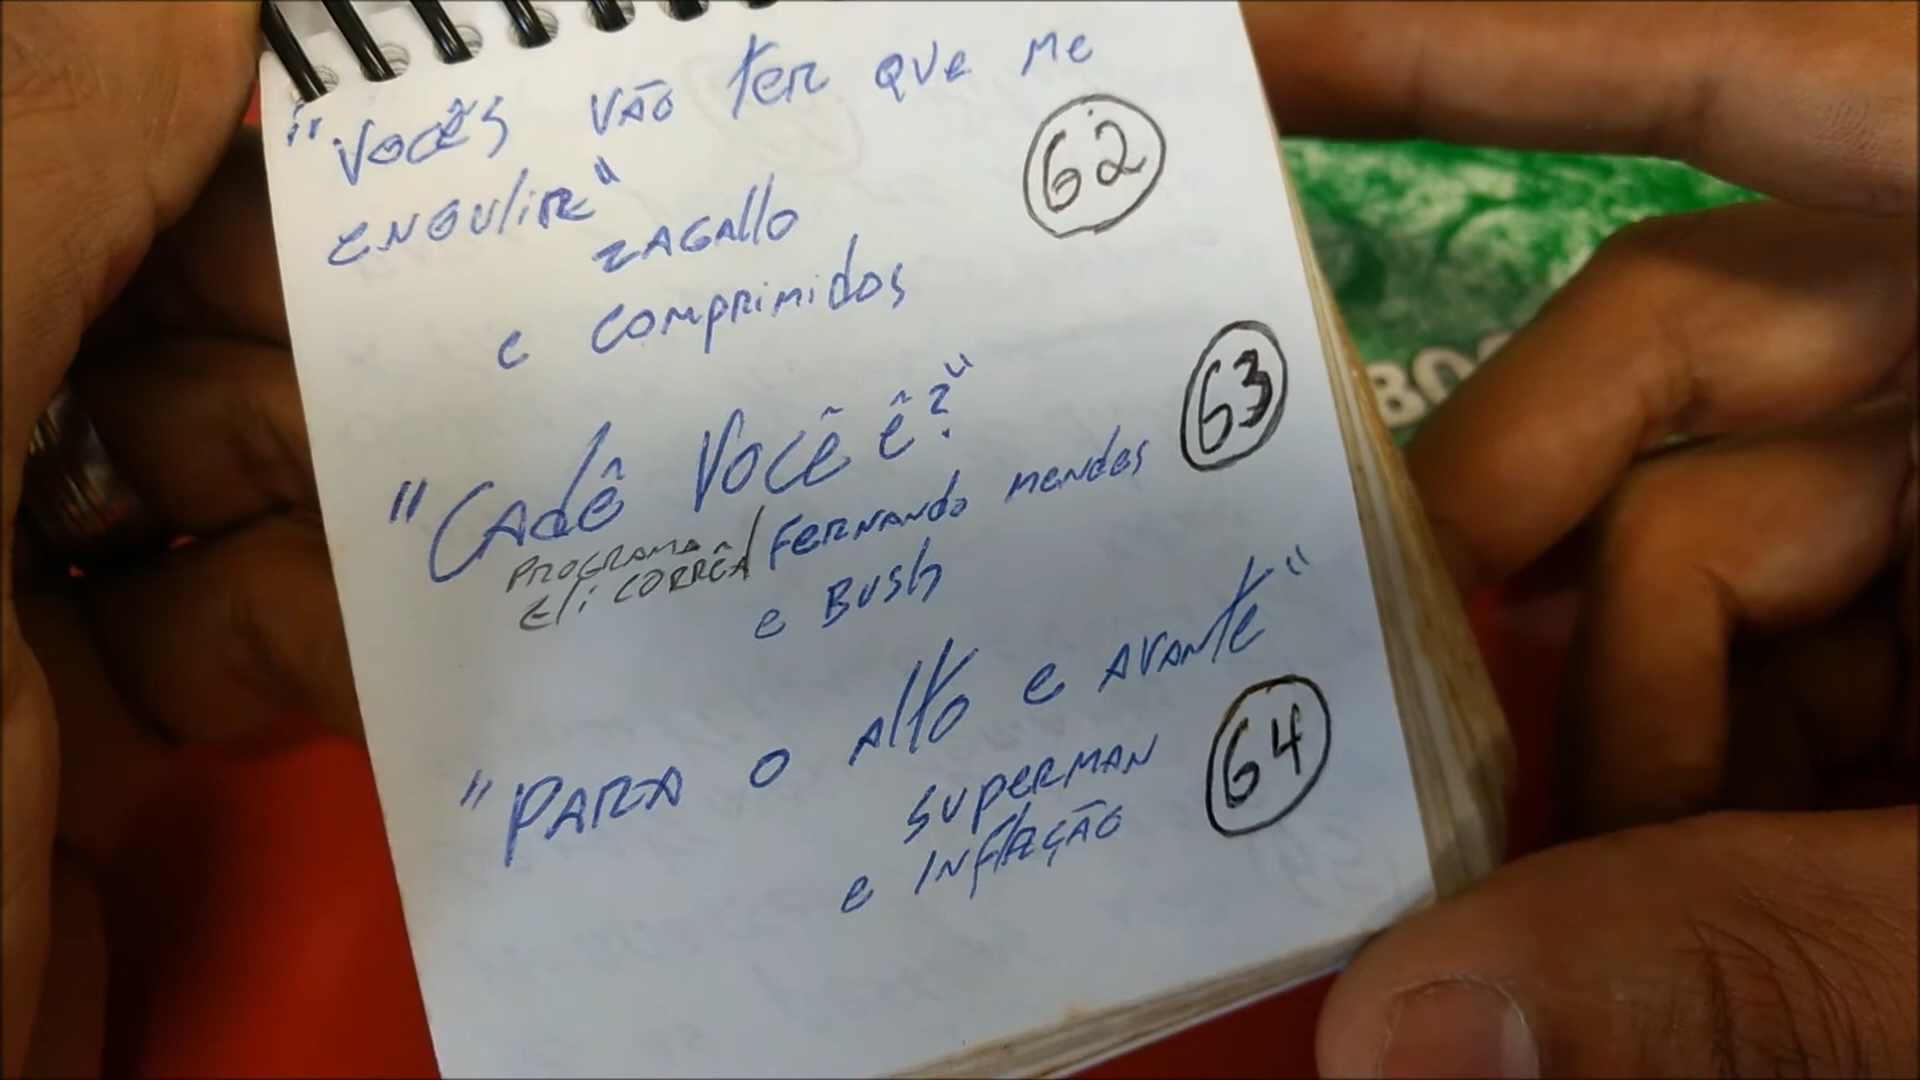 "Vocês vão ter que me
engulir"
62
zagallo
e comprimidos
"Cadê Você ê?"
63
Programa
Eli Corrêa / Fernando Mendes
e Bush
"Para o alto e avante"
64
Superman
e inflação
80